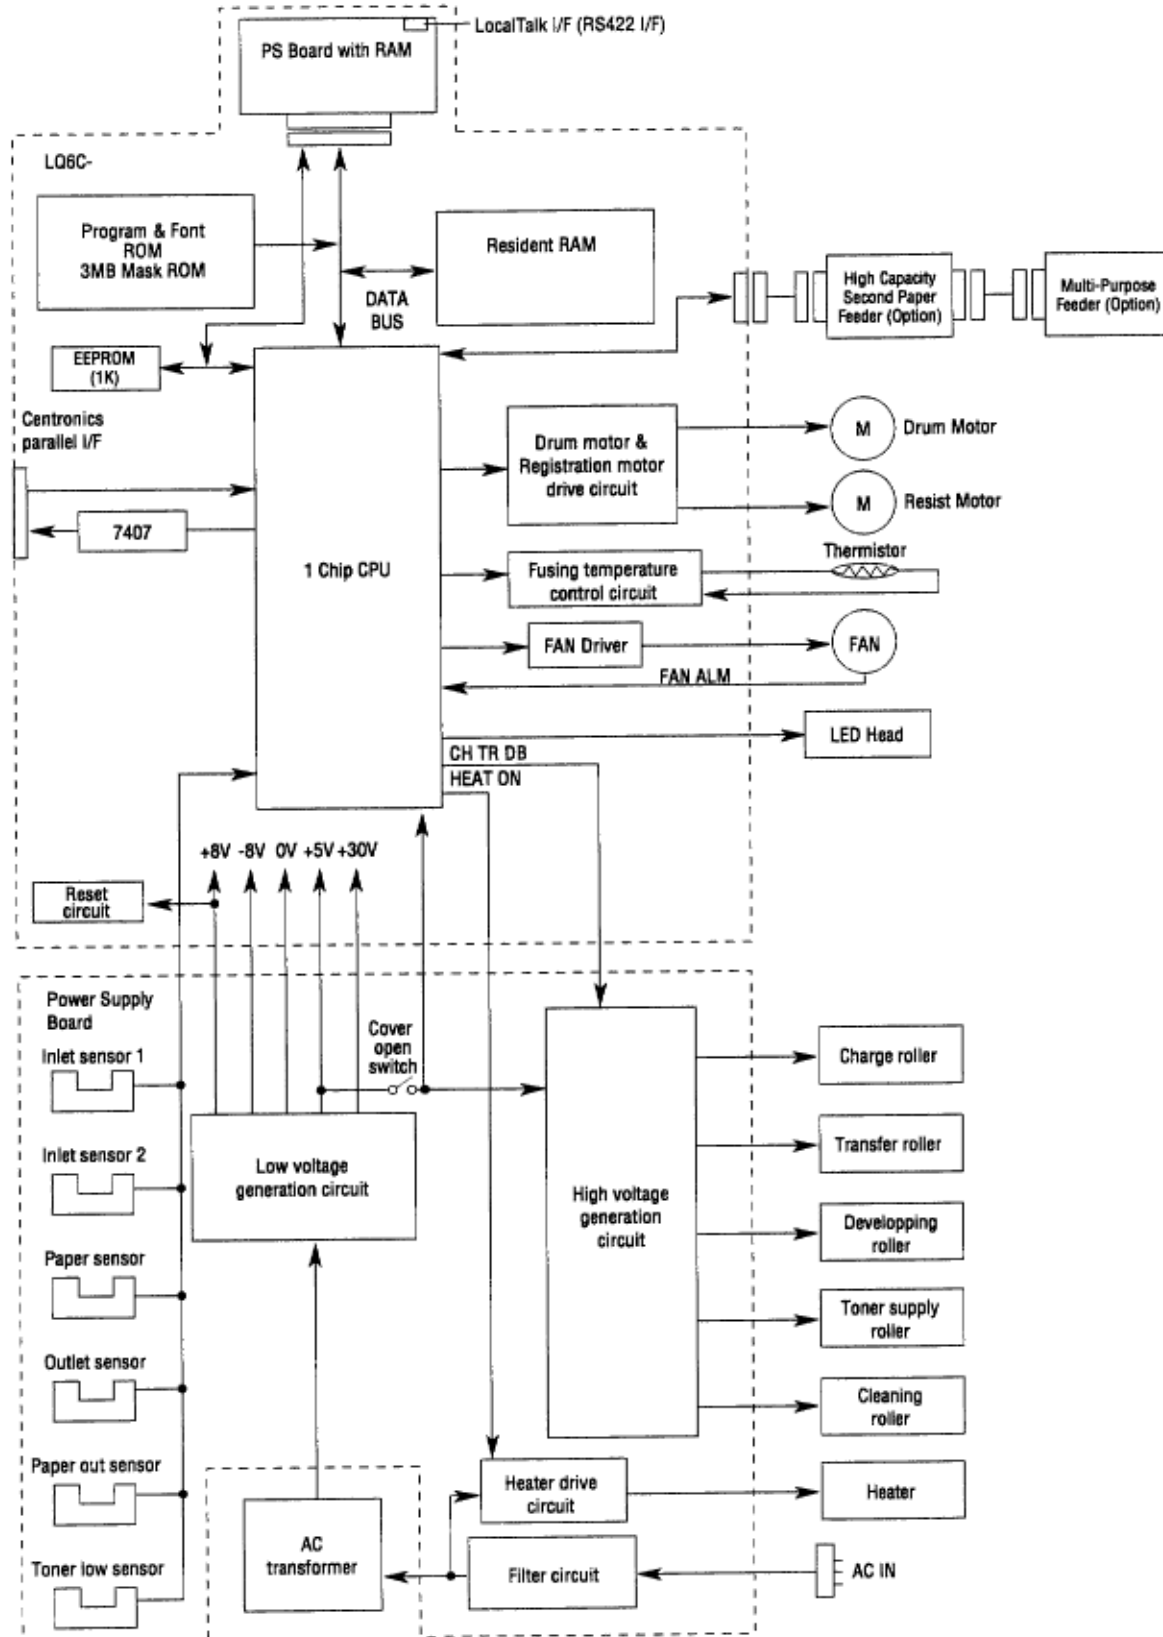 LocalTalk I/F (RS422 I/F)
PS Board with RAM
LQ6C-
Program & Font
ROM
3MB Mask ROM
Resident RAM
DATA
BUS
High Capacity
Second Paper
Feeder (Option)
Multi-Purpose
Feeder (Option)
EEPROM
(1K)
Centronics
parallel I/F
7407
1 Chip CPU
Drum motor &
Registration motor
drive circuit
M
Drum Motor
M
Resist Motor
Thermistor
Fusing temperature
control circuit
FAN Driver
FAN
FAN ALM
LED Head
CH TR DB
HEAT ON
+8V -8V 0V +5V +30V
Reset
circuit
Power Supply
Board
Cover
open
switch
Inlet sensor 1
Inlet sensor 2
Paper sensor
Outlet sensor
Paper out sensor
Toner low sensor
Low voltage
generation circuit
High voltage
generation
circuit
Charge roller
Transfer roller
Developping
roller
Toner supply
roller
Cleaning
roller
Heater drive
circuit
Heater
AC
transformer
Filter circuit
AC IN